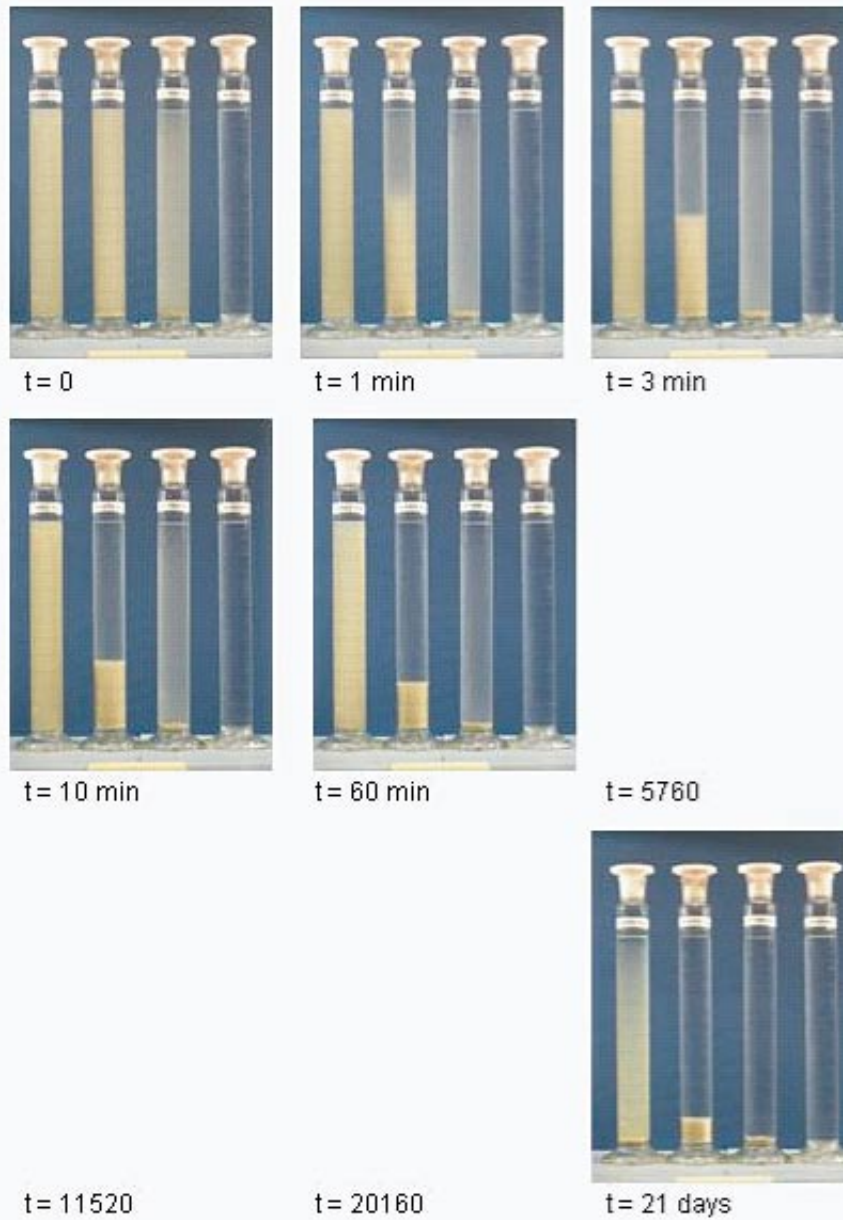 t = 0
t = 1 min
t = 3 min
t = 10 min
t = 60 min
t = 5760
t = 11520
t = 20160
t = 21 days